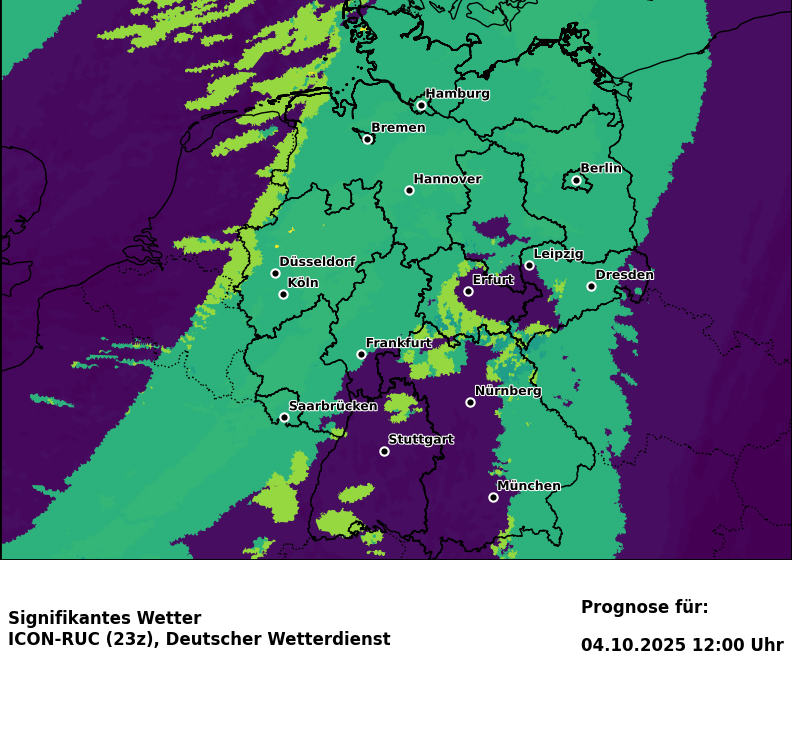 Hamburg
Bremen
Berlin
Hannover
Leipzig
Düsseldorf
Dresden
Erfurt
Köln
Frankfurt
Nürnberg
Saarbrücken
Stuttgart
München
Signifikantes Wetter
ICON-RUC (23z), Deutscher Wetterdienst
Prognose für:
04.10.2025 12:00 Uhr